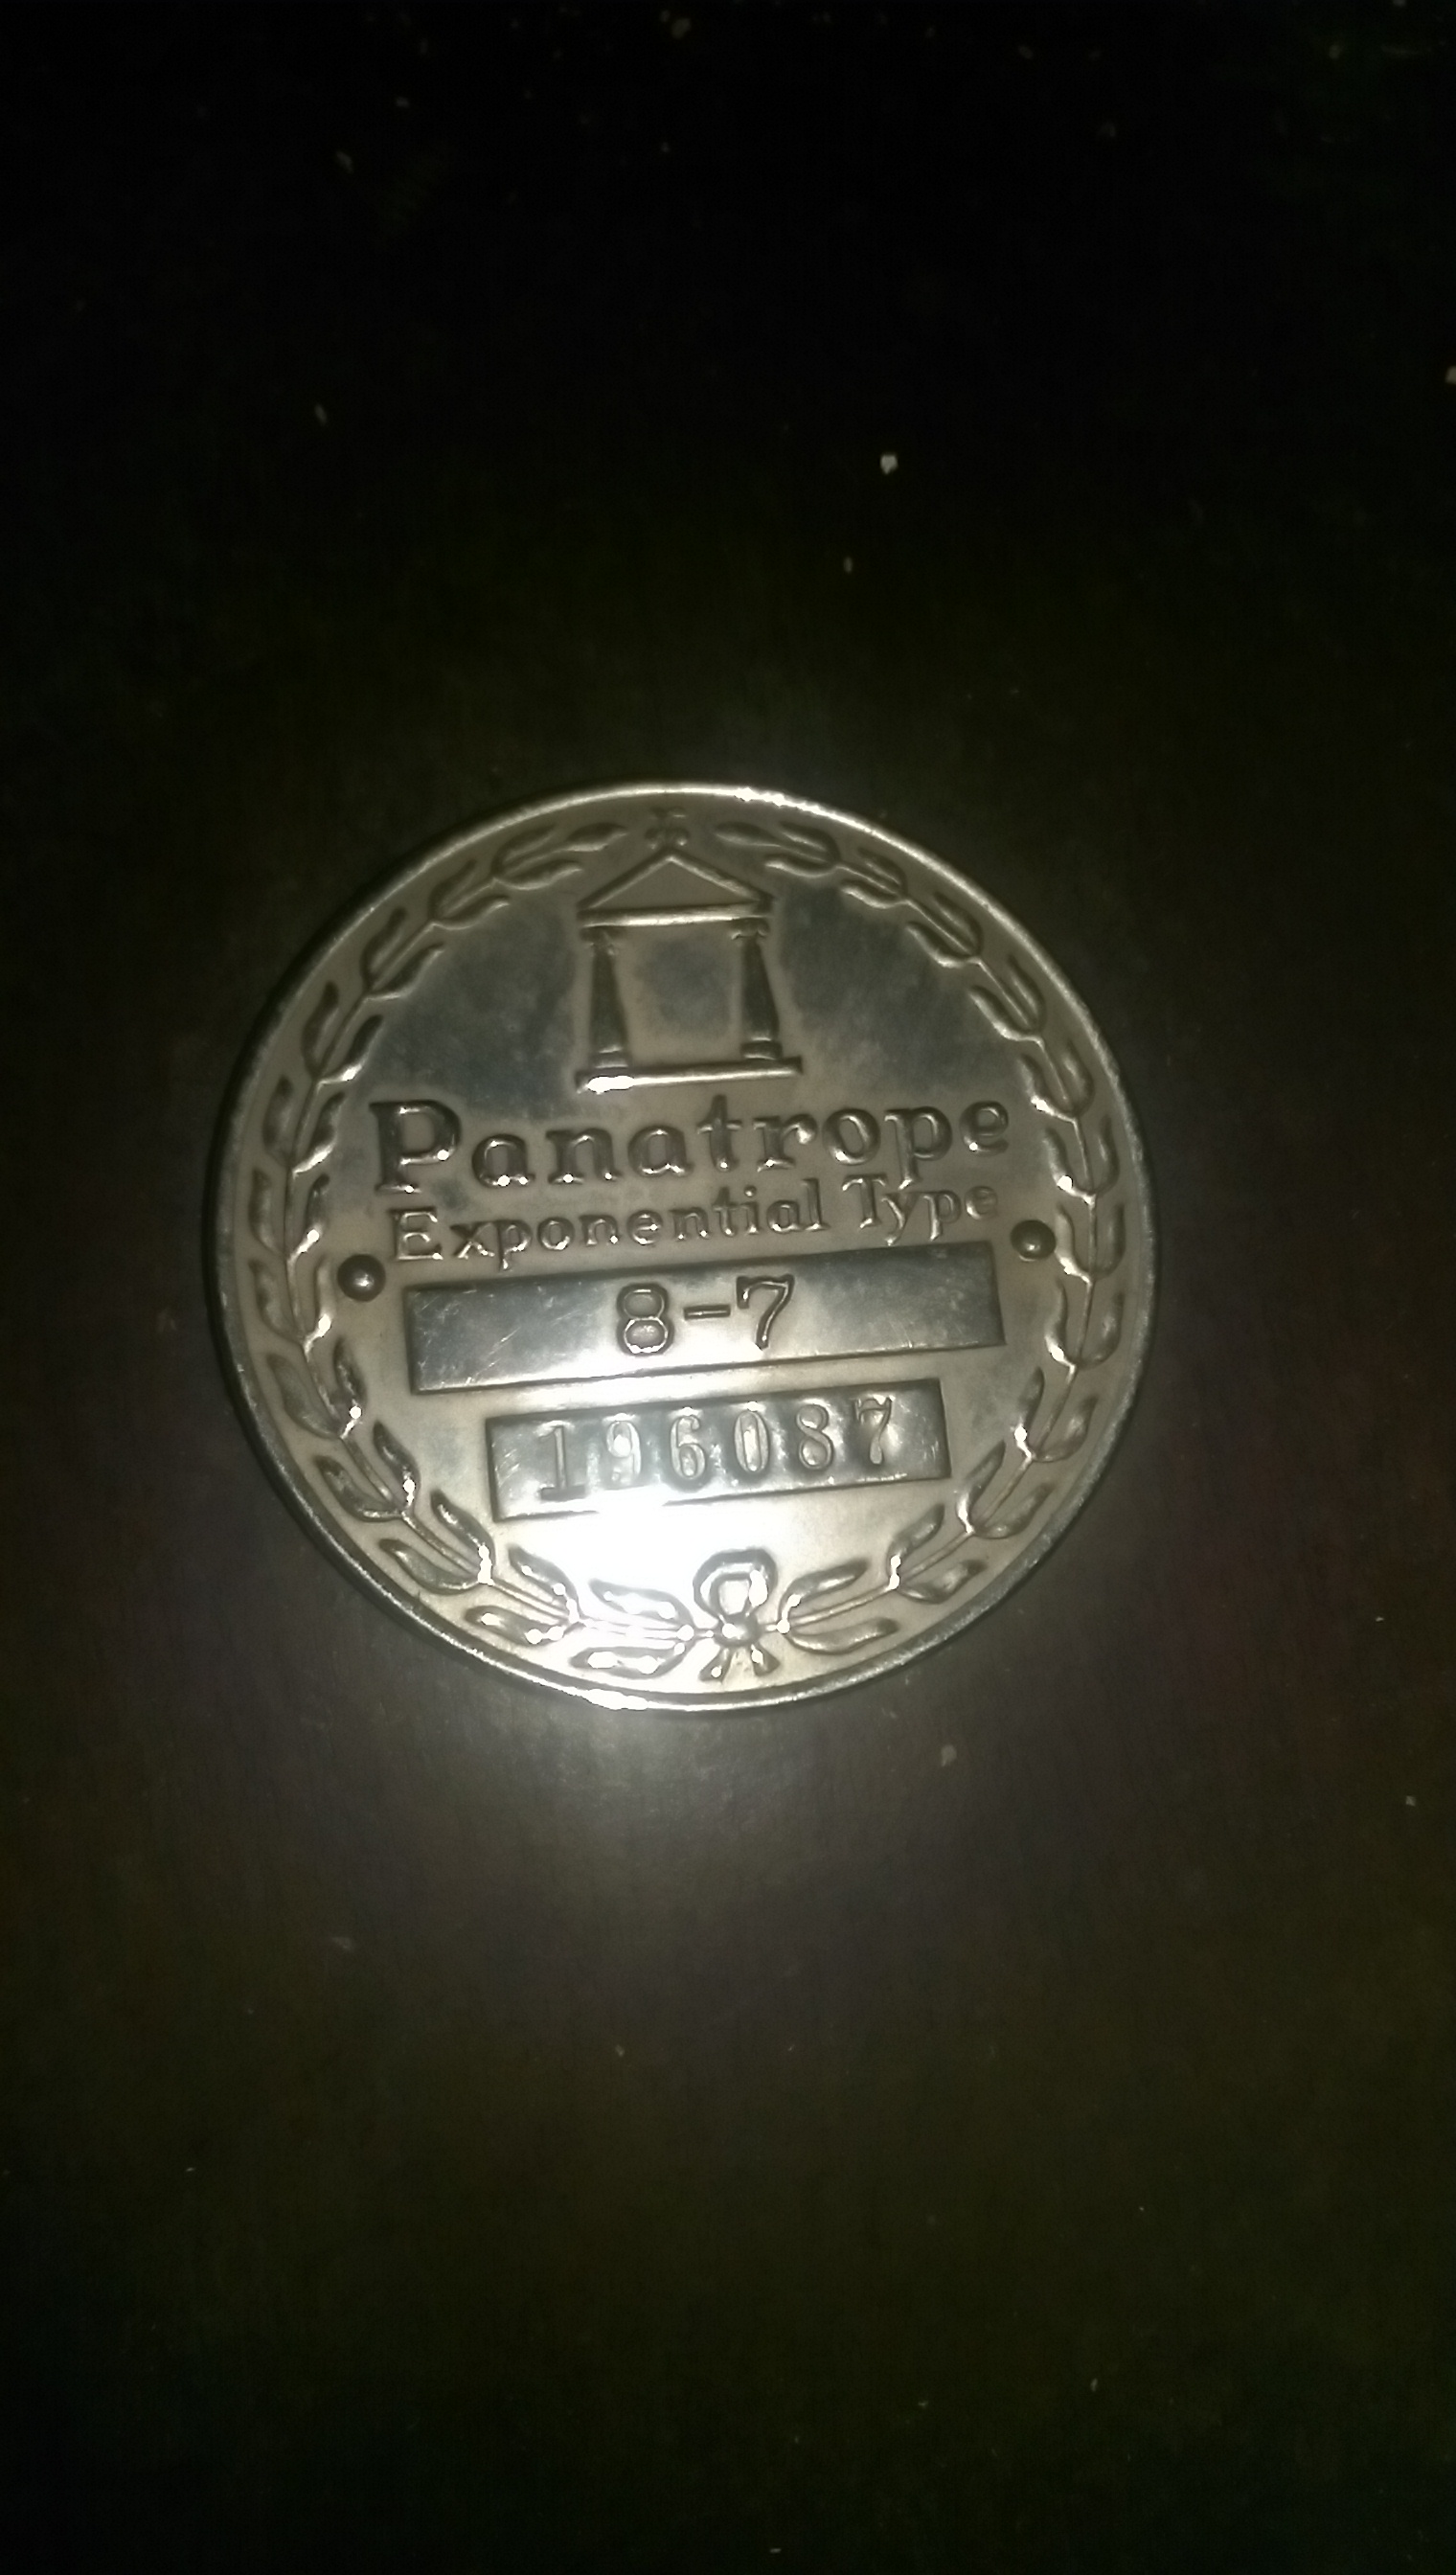 Panatrope
Exponential Type
8-7
196087